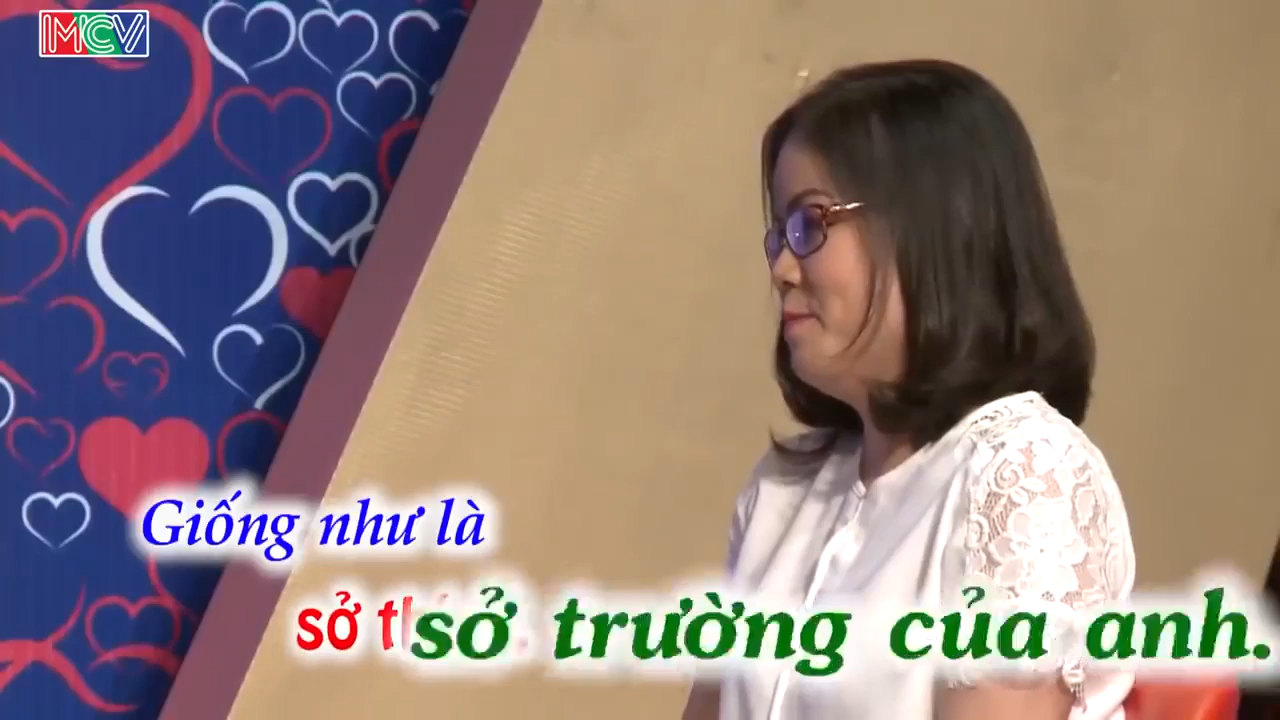 MCV
Giống như là
sở
sở trường của anh.